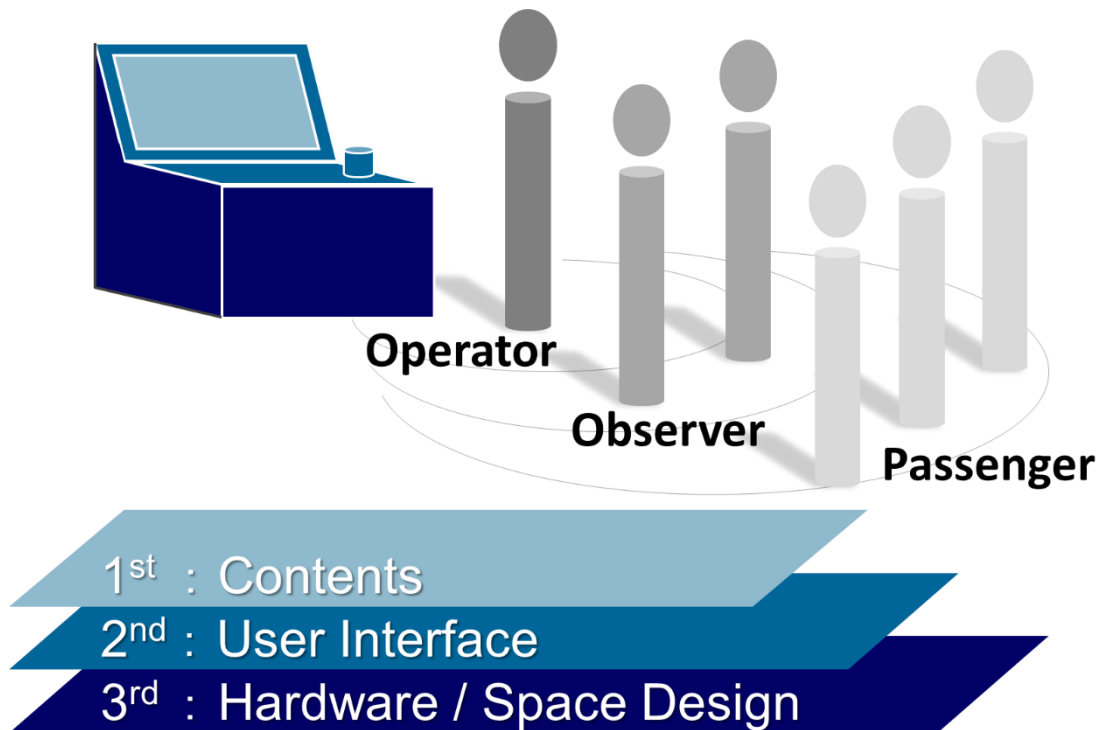 Operator
Observer
Passenger
1st : Contents
2nd : User Interface
3rd : Hardware / Space Design